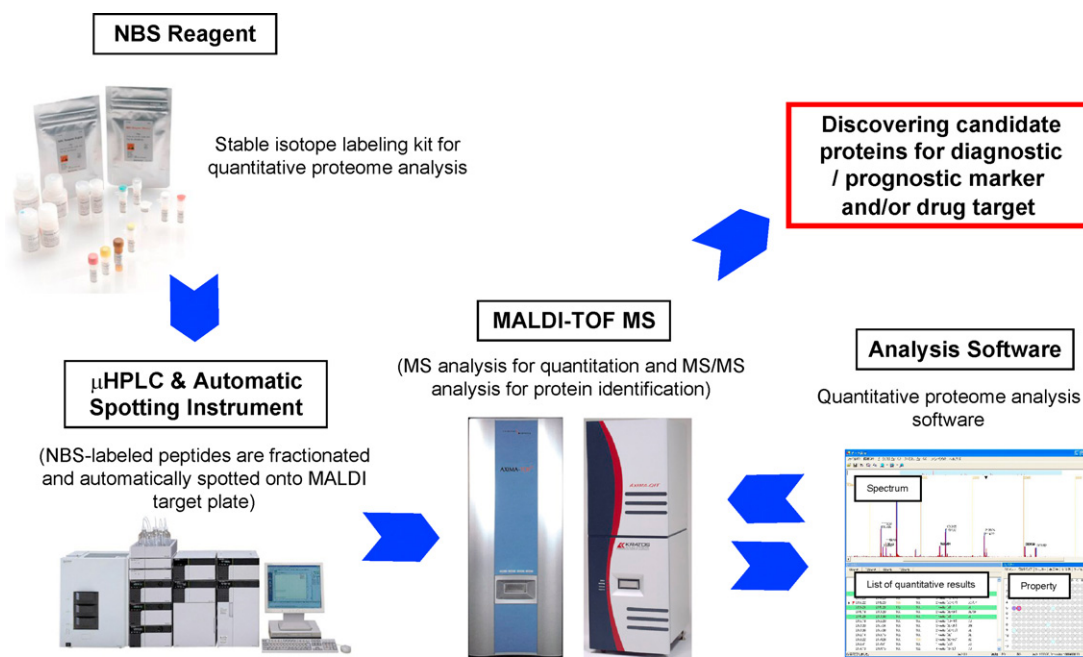 NBS Reagent
Stable isotope labeling kit for
quantitative proteome analysis
Discovering candidate
proteins for diagnostic
/ prognostic marker
and/or drug target
μHPLC & Automatic
Spotting Instrument
(NBS-labeled peptides are fractionated
and automatically spotted onto MALDI
target plate)
MALDI-TOF MS
(MS analysis for quantitation and MS/MS
analysis for protein identification)
Analysis Software
Quantitative proteome analysis
software
Spectrum
List of quantitative results
Property